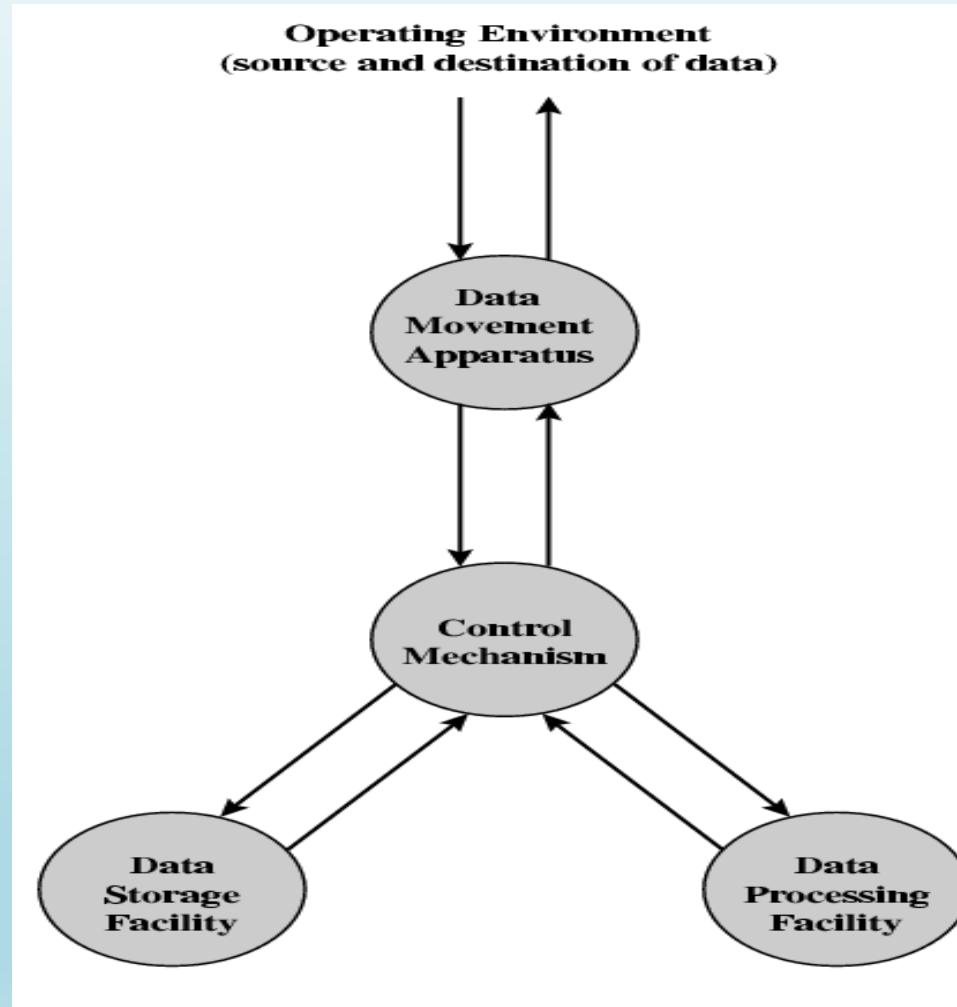 Operating Environment
(source and destination of data)
Data
Movement
Apparatus
Control
Mechanism
Data
Storage
Facility
Data
Processing
Facility